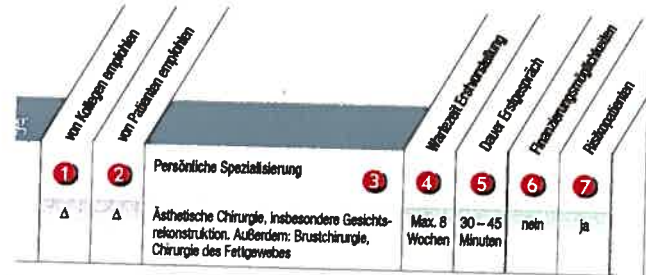 von Kollegen empfohlen
von Patienten empfohlen
Wartezeit Erstvorstellung
Dauer Erstgespräch
Finanzierungsmöglichkeiten
Risikopatienten
g
1
2
Persönliche Spezialisierung
3
4
5
6
7
Δ
Δ
Ästhetische Chirurgie, insbesondere Gesichts-
rekonstruktion. Außerdem: Brustchirurgie,
Chirurgie des Fettgewebes
Max. 8
Wochen
30 – 45
Minuten
nein
ja